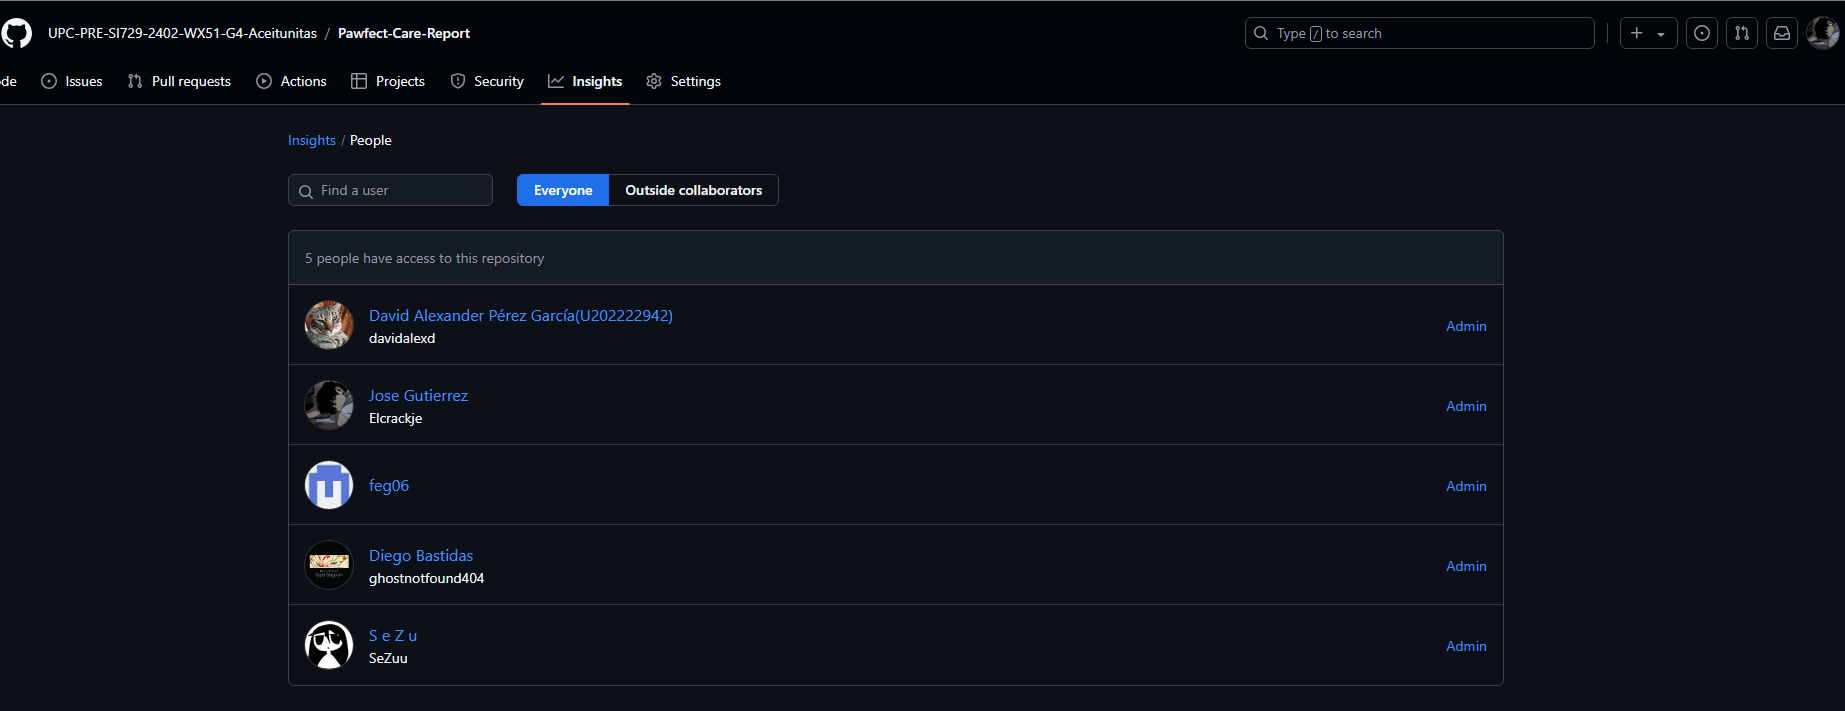 UPC-PRE-SI729-2402-WX51-G4-Aceitunitas / Pawfect-Care-Report
Type / to search
de Issues Pull requests Actions Projects Security Insights Settings
Insights / People
Find a user
Everyone Outside collaborators
5 people have access to this repository
David Alexander Pérez García(U202222942)
davidalexd
Admin
Jose Gutierrez
Elcrackje
Admin
feg06
Admin
Diego Bastidas
ghostnotfound404
Admin
S e Z u
SeZuu
Admin